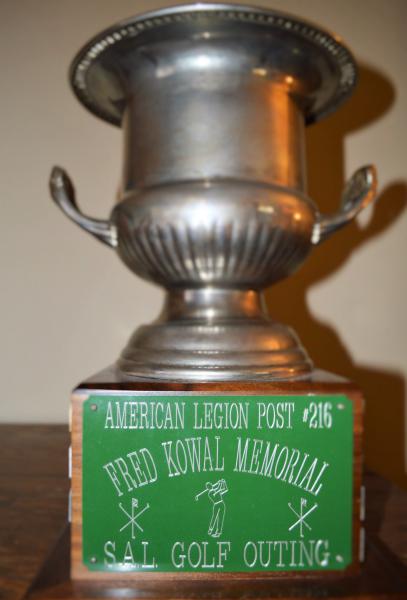 AMERICAN LEGION POST #216
FRED KOWAL MEMORIAL
S.A.L. GOLF OUTING